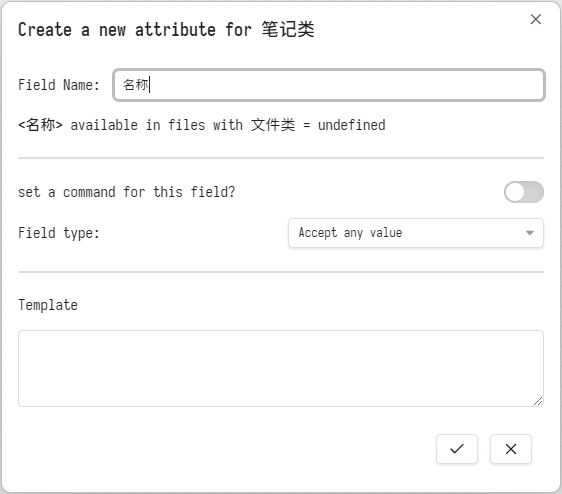 Create a new attribute for 笔记类
Field Name: 名称
<名称> available in files with 文件类 = undefined
set a command for this field?
Field type: Accept any value
Template